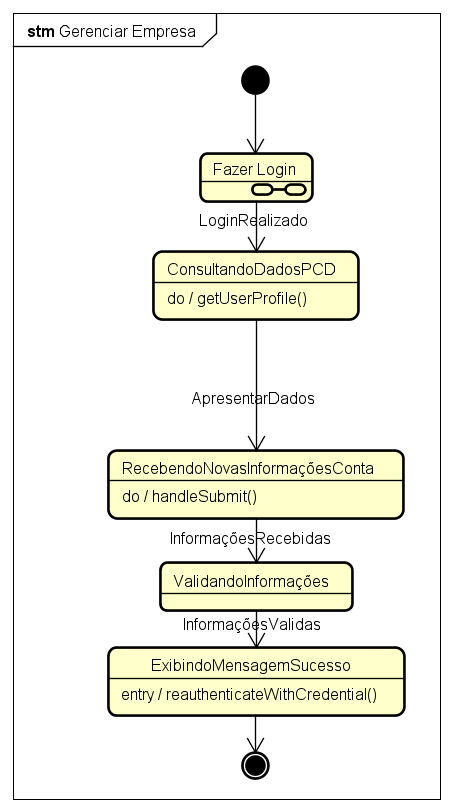 stm Gerenciar Empresa
Fazer Login
LoginRealizado
ConsultandoDadosPCD
do / getUserProfile()
ApresentarDados
RecebendoNovasInformaçõesConta
do / handleSubmit()
InformaçõesRecebidas
ValidandoInformações
InformaçõesValidas
ExibindoMensagemSucesso
entry / reauthenticateWithCredential()